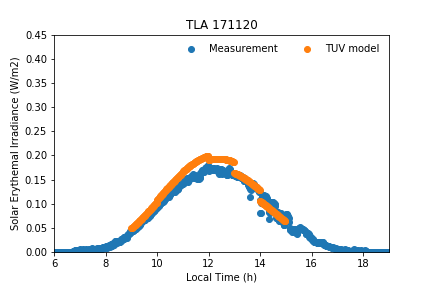 TLA 171120
Measurement TUV model
Solar Erythemal Irradiance (W/m2)
0.45
0.40
0.35
0.30
0.25
0.20
0.15
0.10
0.05
0.00
6 8 10 12 14 16 18
Local Time (h)